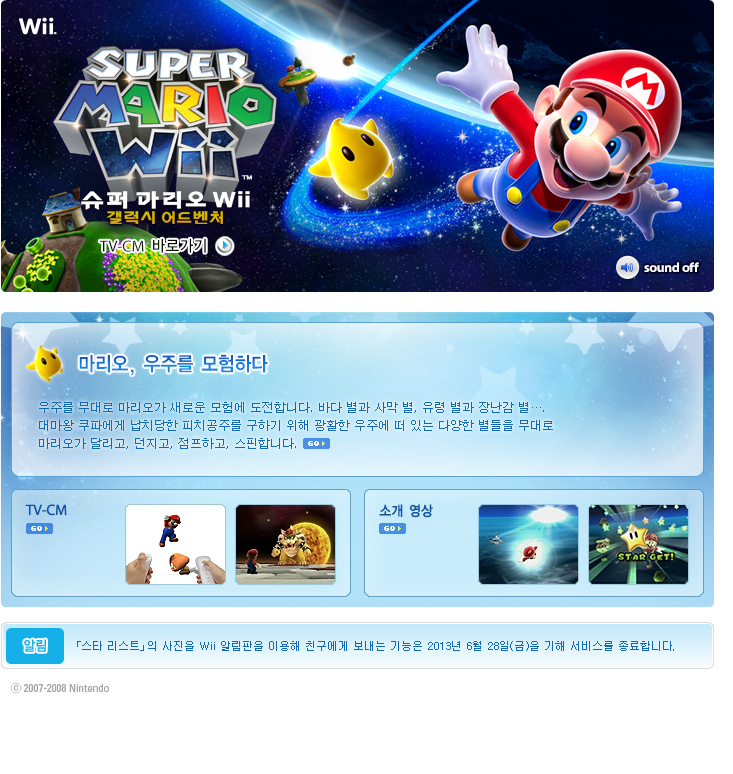 Wii
SUPER
MARIO
Wii™
슈퍼 마리오 Wii
갤럭시 어드벤처
TV-CM 바로가기
sound off
마리오, 우주를 모험하다
우주를 무대로 마리오가 새로운 모험에 도전합니다. 바다 별과 사막 별, 유령 별과 장난감 별….
대마왕 쿠파에게 납치당한 피치공주를 구하기 위해 광활한 우주에 떠 있는 다양한 별들을 무대로
마리오가 달리고, 던지고, 점프하고, 스핀합니다. GO
TV-CM
GO
소개 영상
GO
STAR GET!
알림
「스타 리스트」의 사진을 Wii 알림판을 이용해 친구에게 보내는 기능은 2013년 6월 28일(금)을 기해 서비스를 종료합니다.
ⓒ 2007-2008 Nintendo